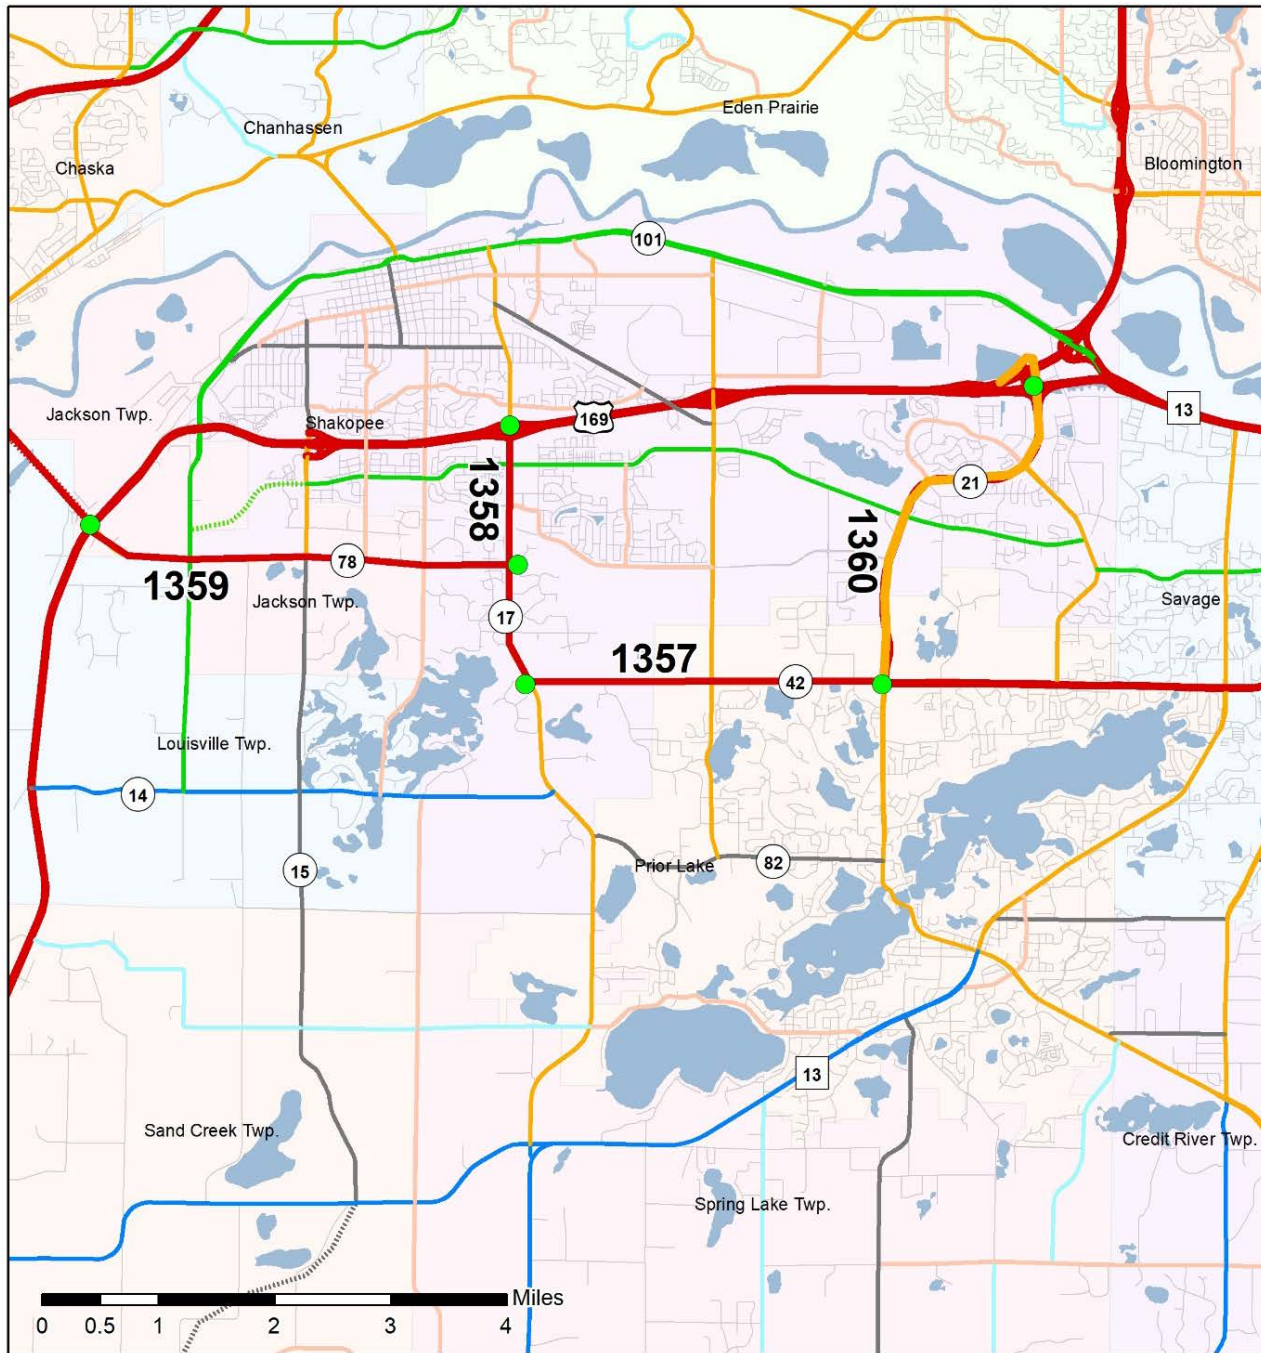 Eden Prairie
Chanhassen
Bloomington
Chaska
101
13
Jackson Twp.
Shakopee
169
1358
21
1360
78
1359
Jackson Twp.
Savage
17
1357
42
Louisville Twp.
14
Prior Lake
82
15
13
Sand Creek Twp.
Credit River Twp.
Spring Lake Twp.
Miles
0 0.5 1 2 3 4